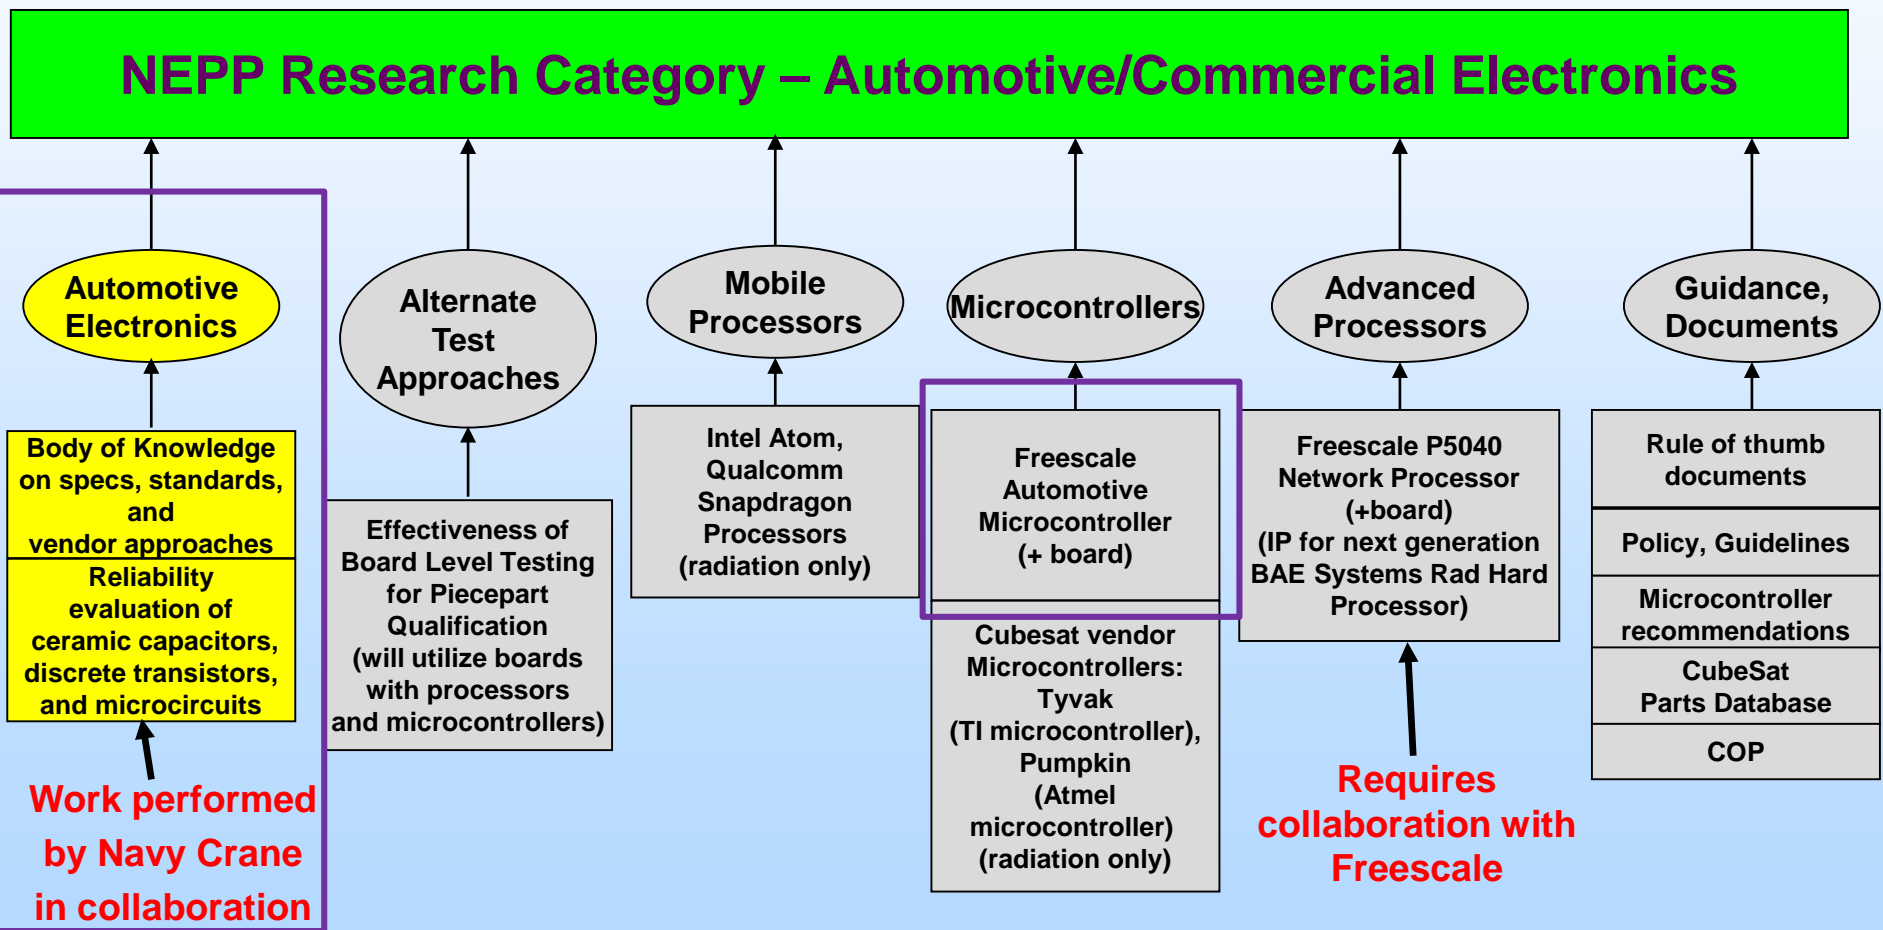 NEPP Research Category – Automotive/Commercial Electronics
Automotive
Electronics
Body of Knowledge
on specs, standards,
and
vendor approaches
Reliability
evaluation of
ceramic capacitors,
discrete transistors,
and microcircuits
Work performed
by Navy Crane
in collaboration
Alternate
Test
Approaches
Effectiveness of
Board Level Testing
for Piecepart
Qualification
(will utilize boards
with processors
and microcontrollers)
Mobile
Processors
Intel Atom,
Qualcomm
Snapdragon
Processors
(radiation only)
Microcontrollers
Freescale
Automotive
Microcontroller
(+ board)
Cubesat vendor
Microcontrollers:
Tyvak
(TI microcontroller),
Pumpkin
(Atmel
microcontroller)
(radiation only)
Advanced
Processors
Freescale P5040
Network Processor
(+board)
(IP for next generation
BAE Systems Rad Hard
Processor)
Requires
collaboration with
Freescale
Guidance,
Documents
Rule of thumb
documents
Policy, Guidelines
Microcontroller
recommendations
CubeSat
Parts Database
COP